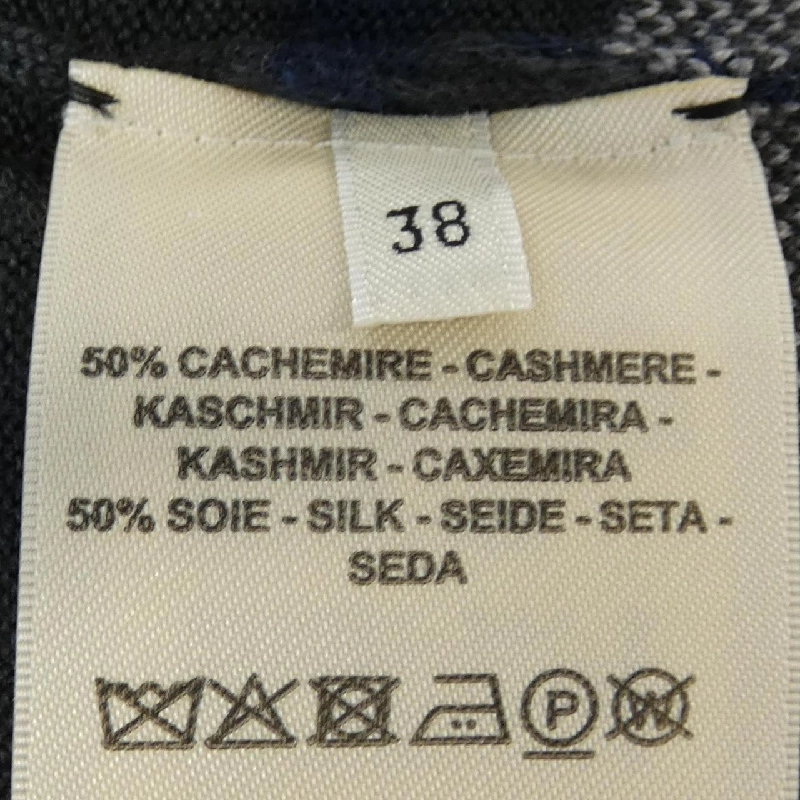 38
50% CACHEMIRE - CASHMERE -
KASCHMIR - CACHEMIRA -
KASHMIR - CAXEMIRA
50% SOIE - SILK - SEIDE - SETA -
SEDA
P W